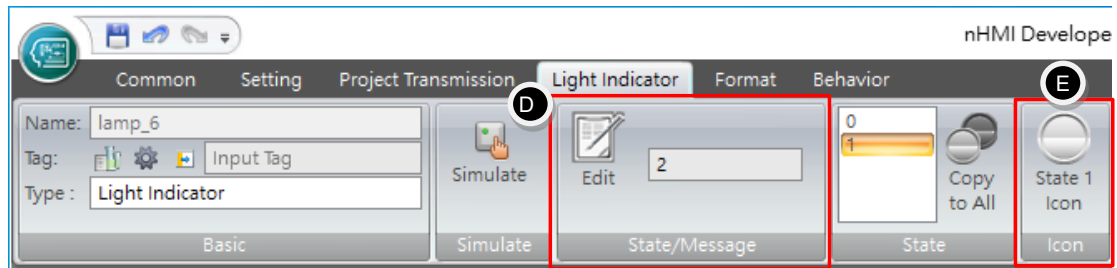 nHMI Develope
Common Setting Project Transmission Light Indicator Format Behavior
D
E
Name: lamp_6
Tag: Input Tag
Type : Light Indicator
Basic
Simulate
Simulate
Edit
2
State/Message
0
1
Copy
to All
State
State 1
Icon
Icon